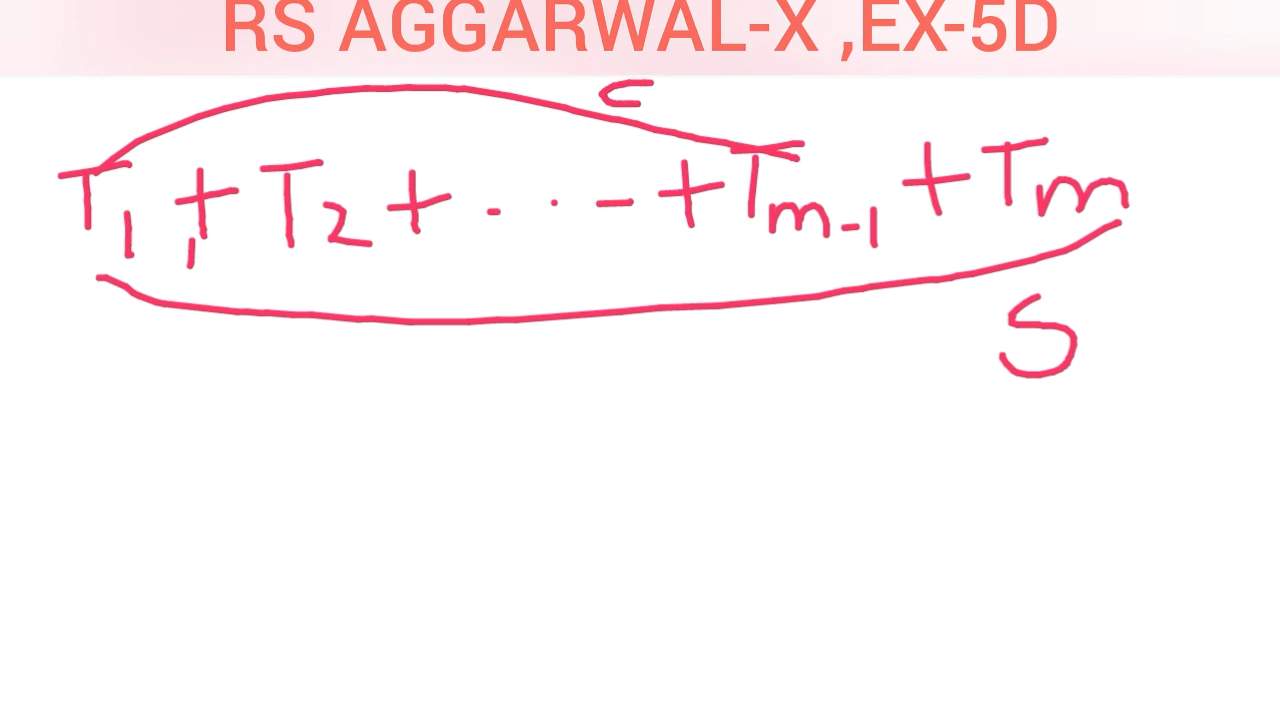 RS AGGARWAL-X ,EX-5D
S
T1, + T2 + . . - + Tm-1 + Tm
S